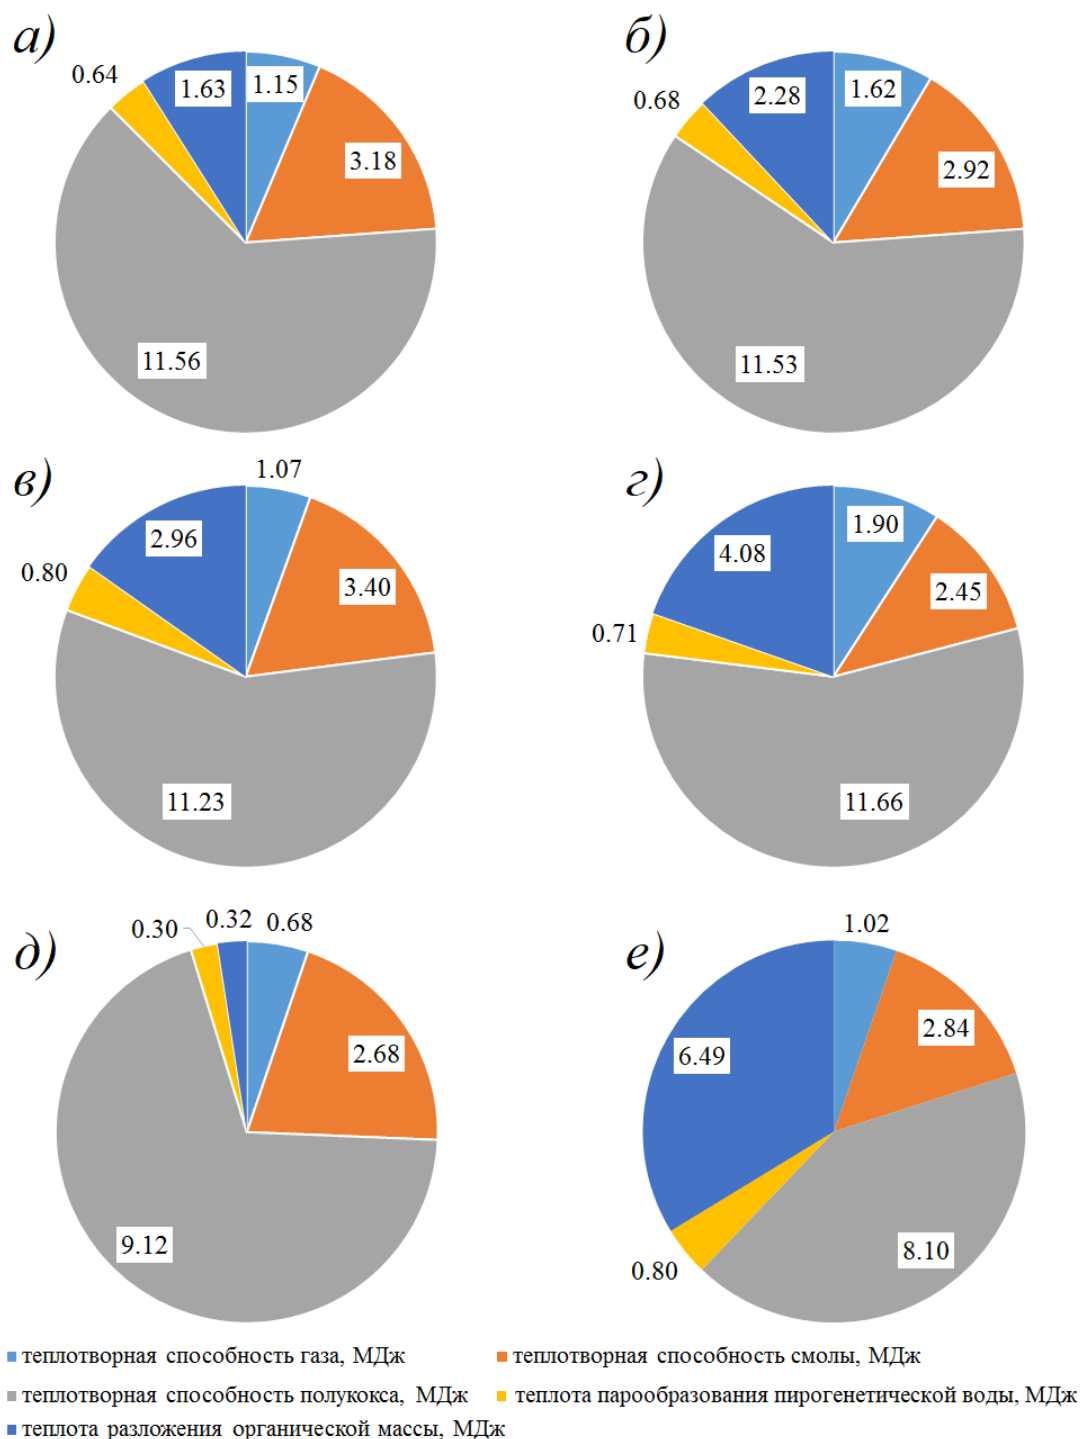 а)
0.64
1.63
1.15
3.18
11.56
б)
0.68
2.28
1.62
2.92
11.53
в)
1.07
2.96
0.80
3.40
11.23
г)
1.90
4.08
2.45
0.71
11.66
д)
0.30
0.32
0.68
2.68
9.12
е)
1.02
2.84
6.49
0.80
8.10
теплотворная способность газа, МДж
теплотворная способность смолы, МДж
теплотворная способность полукокса, МДж
теплота парообразования пирогенетической воды, МДж
теплота разложения органической массы, МДж